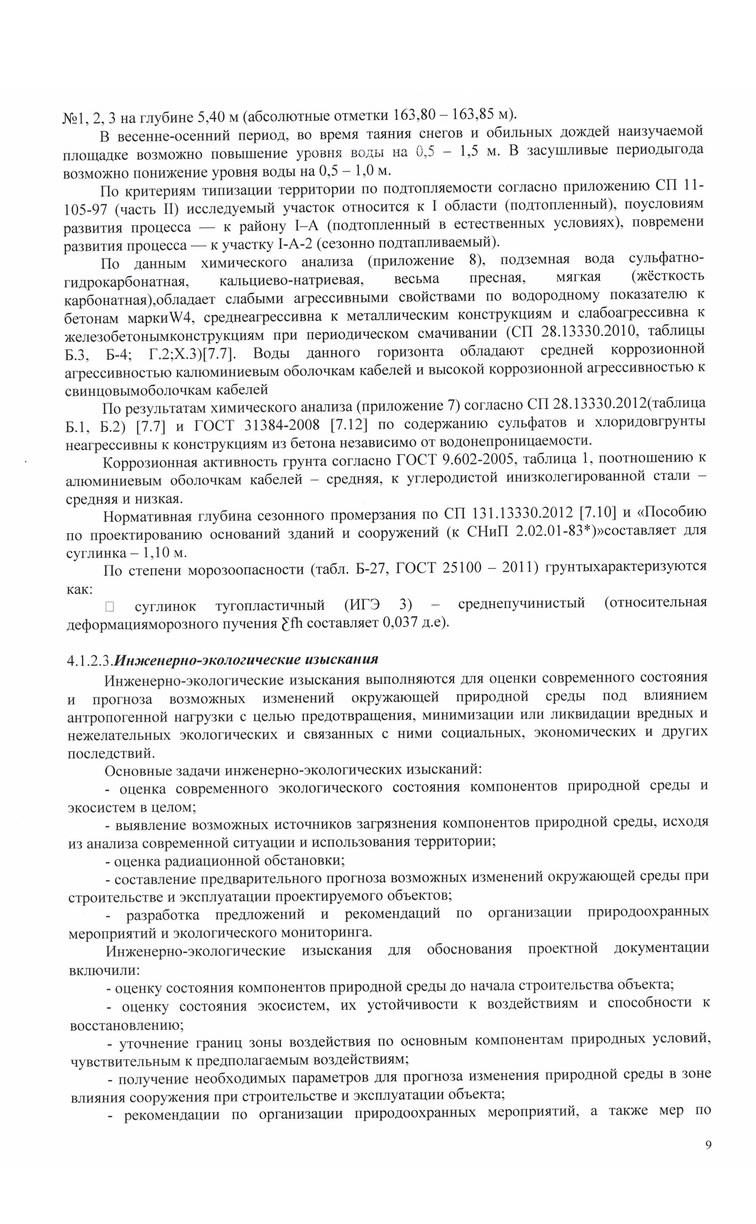 №1, 2, 3 на глубине 5,40 м (абсолютные отметки 163,80 – 163,85 м).
В весенне-осенний период, во время таяния снегов и обильных дождей наизучаемой
площадке возможно повышение уровня воды на 0,5 – 1,5 м. В засушливые периодыгода
возможно понижение уровня воды на 0,5 – 1,0 м.
По критериям типизации территории по подтопляемости согласно приложению СП 11-
105-97 (часть II) исследуемый участок относится к I области (подтопленный), поусловиям
развития процесса — к району I–А (подтопленный в естественных условиях), повремени
развития процесса — к участку I-А-2 (сезонно подтапливаемый).
По данным химического анализа (приложение 8), подземная вода сульфатно-
гидрокарбонатная, кальциево-натриевая, весьма пресная, мягкая (жёсткость
карбонатная),обладает слабыми агрессивными свойствами по водородному показателю к
бетонам маркиW4, среднеагрессивна к металлическим конструкциям и слабоагрессивна к
железобетонымконструкциям при периодическом смачивании (СП 28.13330.2010, таблицы
Б.3, Б-4; Г.2;Х.3)[7.7]. Воды данного горизонта обладают средней коррозионной
агрессивностью калюминиевым оболочкам кабелей и высокой коррозионной агрессивностью к
свинцовымоболочкам кабелей
По результатам химического анализа (приложение 7) согласно СП 28.13330.2012(таблица
Б.1, Б.2) [7.7] и ГОСТ 31384-2008 [7.12] по содержанию сульфатов и хлоридовгрунты
неагрессивны к конструкциям из бетона независимо от водонепроницаемости.
Коррозионная активность грунта согласно ГОСТ 9.602-2005, таблица 1, поотношению к
алюминиевым оболочкам кабелей – средняя, к углеродистой инизколегированной стали –
средняя и низкая.
Нормативная глубина сезонного промерзания по СП 131.13330.2012 [7.10] и «Пособию
по проектированию оснований зданий и сооружений (к СНиП 2.02.01-83*)»составляет для
суглинка – 1,10 м.
По степени морозоопасности (табл. Б-27, ГОСТ 25100 – 2011) грунтыхарактеризуются
как:
□ суглинок тугопластичный (ИГЭ 3) – среднепучинистый (относительная
деформацияморозного пучения Ƹfh составляет 0,037 д.е).
4.1.2.3.Инженерно-экологические изыскания
Инженерно-экологические изыскания выполняются для оценки современного состояния
и прогноза возможных изменений окружающей природной среды под влиянием
антропогенной нагрузки с целью предотвращения, минимизации или ликвидации вредных и
нежелательных экологических и связанных с ними социальных, экономических и других
последствий.
Основные задачи инженерно-экологических изысканий:
- оценка современного экологического состояния компонентов природной среды и
экосистем в целом;
- выявление возможных источников загрязнения компонентов природной среды, исходя
из анализа современной ситуации и использования территории;
- оценка радиационной обстановки;
- составление предварительного прогноза возможных изменений окружающей среды при
строительстве и эксплуатации проектируемого объектов;
- разработка предложений и рекомендаций по организации природоохранных
мероприятий и экологического мониторинга.
Инженерно-экологические изыскания для обоснования проектной документации
включили:
- оценку состояния компонентов природной среды до начала строительства объекта;
- оценку состояния экосистем, их устойчивости к воздействиям и способности к
восстановлению;
- уточнение границ зоны воздействия по основным компонентам природных условий,
чувствительным к предполагаемым воздействиям;
- получение необходимых параметров для прогноза изменения природной среды в зоне
влияния сооружения при строительстве и эксплуатации объекта;
- рекомендации по организации природоохранных мероприятий, а также мер по
9